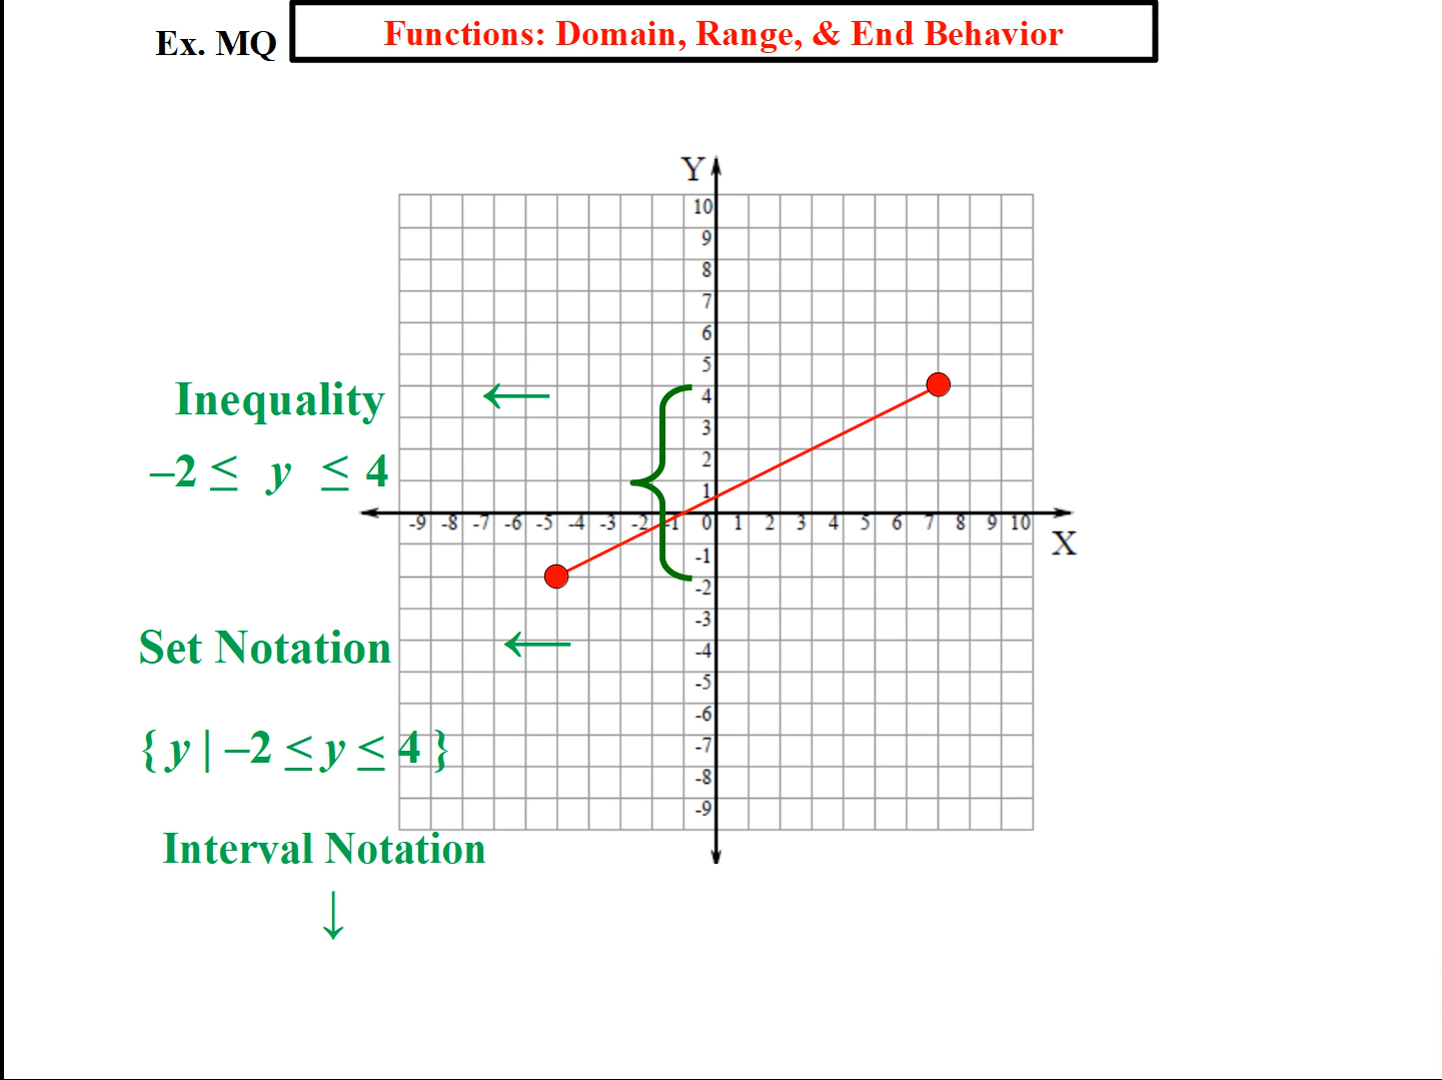 Ex. MQ
Functions: Domain, Range, & End Behavior
Y
10
9
8
7
6
5
Inequality ←
4
3
–2 ≤ y ≤ 4
2
1
-9 -8 -7 -6 -5 -4 -3 -2 -1 0 1 2 3 4 5 6 7 8 9 10
X
-1
-2
-3
Set Notation ←
-4
-5
-6
-7
{ y | –2 ≤ y ≤ 4 }
-8
-9
Interval Notation
↓